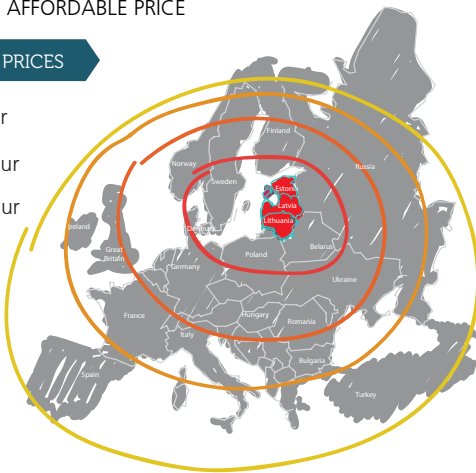 AFFORDABLE PRICE
PRICES
r
ur
ur
Finland
Norway
Russia
Sweden
Estonia
Latvia
Lithuania
Ireland
Denmark
Great
Britain
Belarus
Poland
Germany
Ukraine
France
Hungary
Romania
Italy
Bulgaria
Spain
Turkey